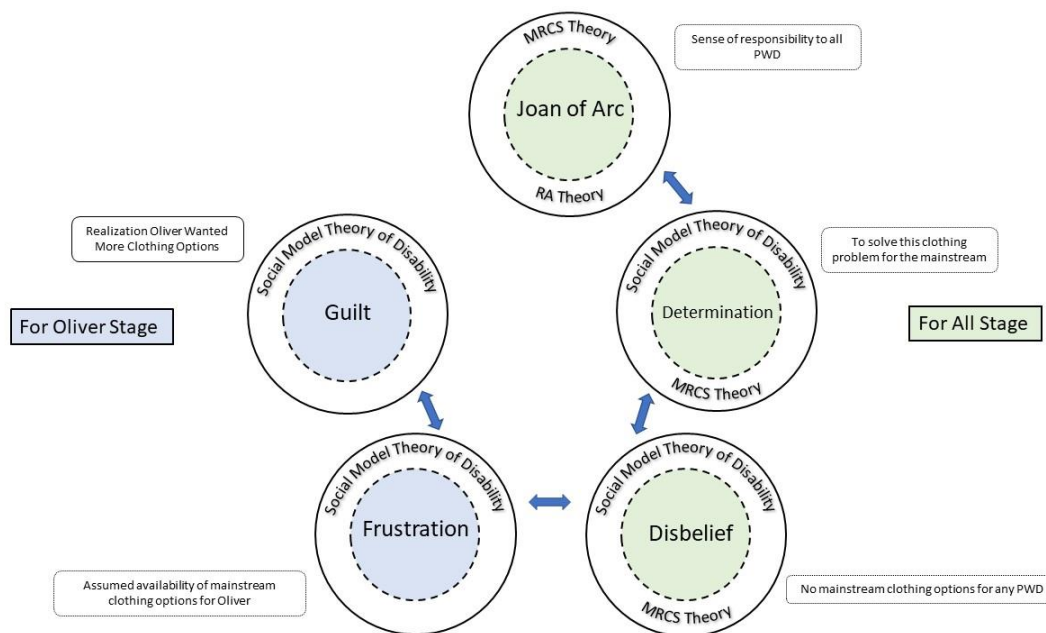 MRCS Theory
Joan of Arc
RA Theory
Sense of responsibility to all
PWD
Realization Oliver Wanted
More Clothing Options
Social Model Theory of Disability
Guilt
Social Model Theory of Disability
Determination
MRCS Theory
To solve this clothing
problem for the mainstream
For Oliver Stage
For All Stage
Social Model Theory of Disability
Frustration
Assumed availability of mainstream
clothing options for Oliver
Social Model Theory of Disability
Disbelief
MRCS Theory
No mainstream clothing options for any PWD